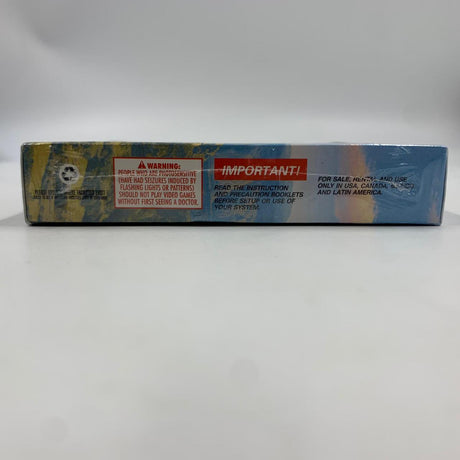 WARNING:
PEOPLE WHO ARE PHOTOSENSITIVE
(HAVE HAD SEIZURES INDUCED BY
FLASHING LIGHTS OR PATTERNS)
SHOULD NOT PLAY VIDEO GAMES
WITHOUT FIRST SEEING A DOCTOR.
IMPORTANT!
READ THE INSTRUCTION
AND PRECAUTION BOOKLETS
BEFORE SETUP OR USE OF
YOUR SYSTEM.
FOR SALE, RENTAL AND USE
ONLY IN USA, CANADA, MEXICO
AND LATIN AMERICA.